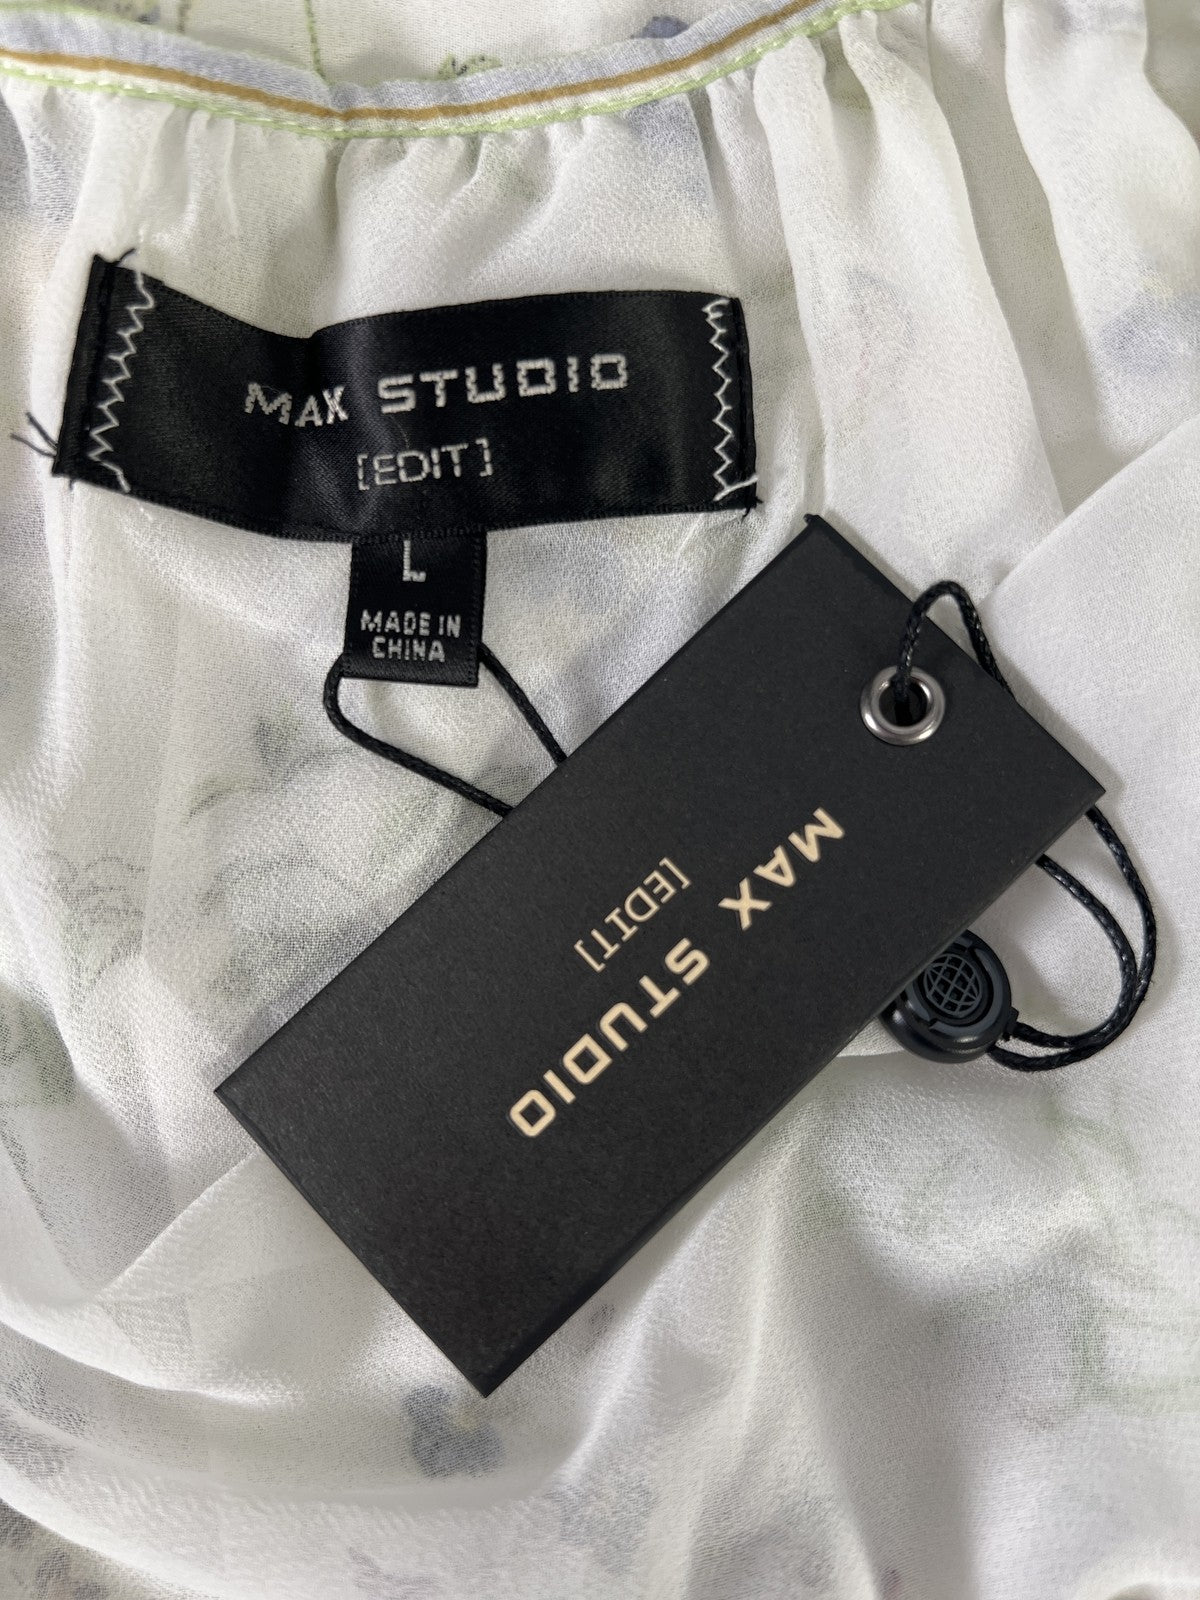 MAX STUDIO
[EDIT]
L
MADE IN
CHINA
MAX STUDIO
[EDIT]